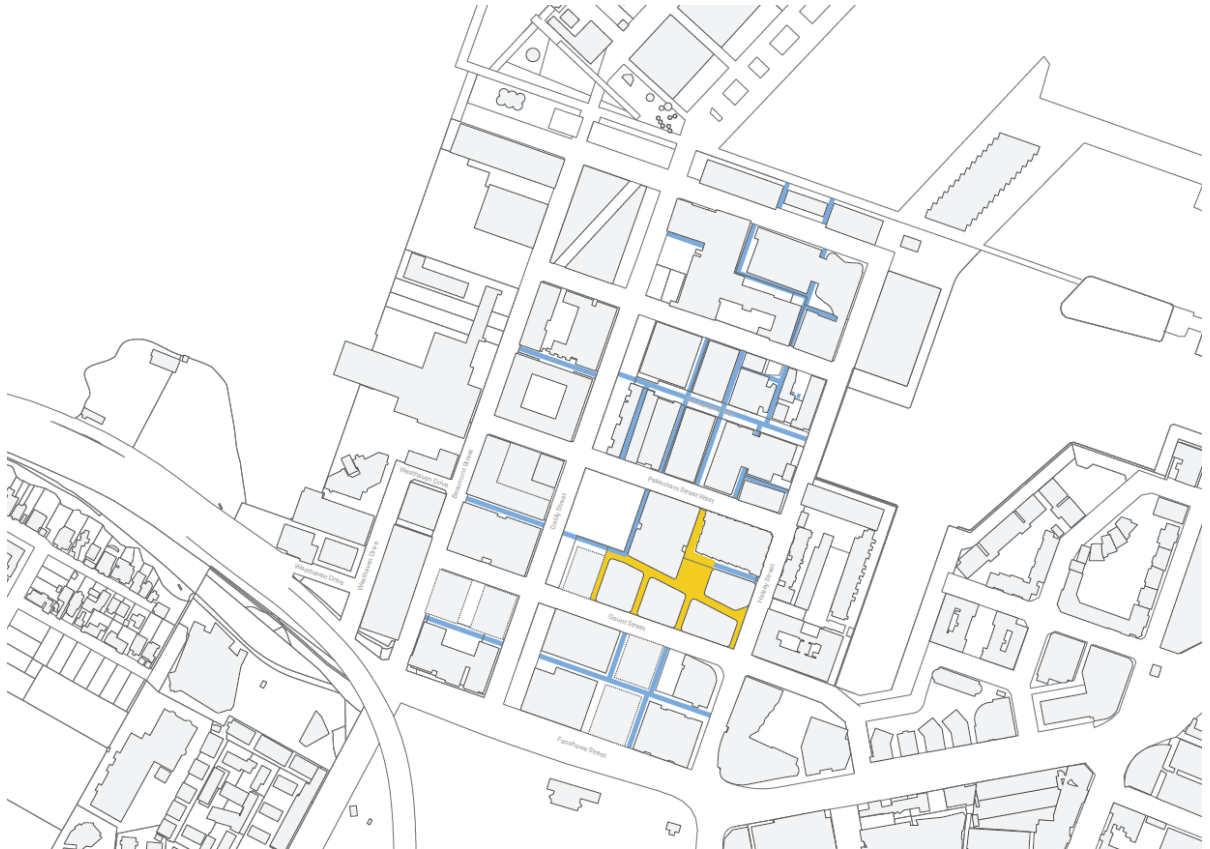 Westhaven Drive
Beaumont Street
Pakenham Street West
Daldy Street
Westhaven Drive
Westhaven Drive
Halsey Street
Gaunt Street
Fanshawe Street